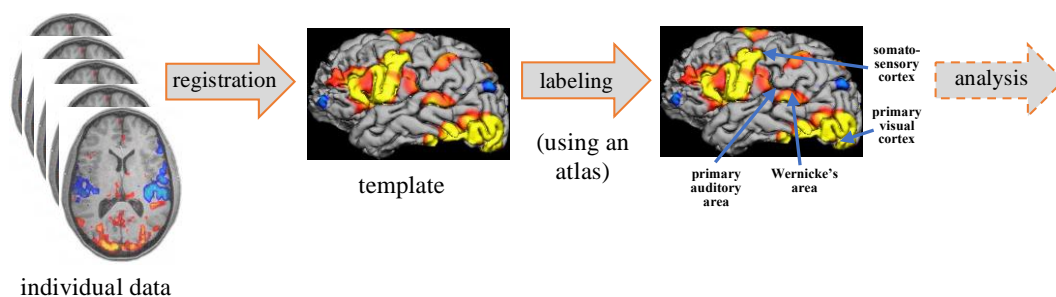 individual data
registration
template
labeling
(using an
atlas)
somato-
sensory
cortex
primary
visual
cortex
primary
auditory
area
Wernicke's
area
analysis